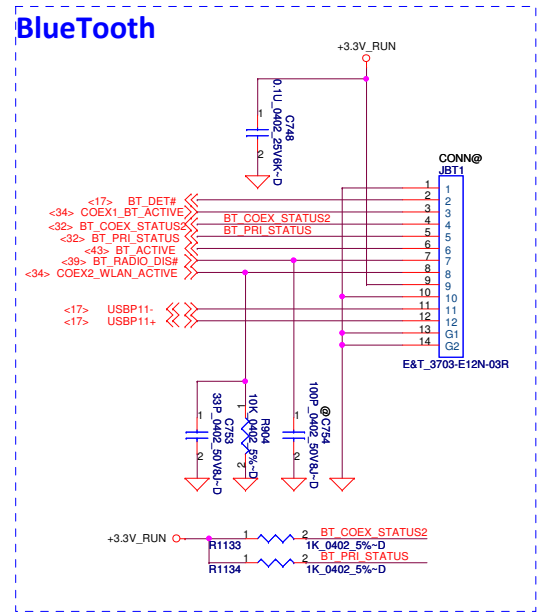 BlueTooth
+3.3V_RUN
1
2
0.1U_0402_25V6K~D
C748
CONN@
JBT1
<17> BT_DET#
<34> COEX1_BT_ACTIVE
<32> BT_COEX_STATUS2
<32> BT_PRI_STATUS
<43> BT_ACTIVE
<39> BT_RADIO_DIS#
<34> COEX2_WLAN_ACTIVE
BT_COEX_STATUS2
BT_PRI_STATUS
<17> USBP11-
<17> USBP11+
1 1
2 2
3 3
4 4
5 5
6 6
7 7
8 8
9 9
10 10
11 11
12 12
13 G1
14 G2
E&T_3703-E12N-03R
1
2
33P_0402_50V8J~D
C753
1
2
10K_0402_5%~D
R904
1
2
100P_0402_50V8J~D
@C754
+3.3V_RUN
1 2 BT_COEX_STATUS2
R1133 1K_0402_5%~D
1 2 BT_PRI_STATUS
R1134 1K_0402_5%~D